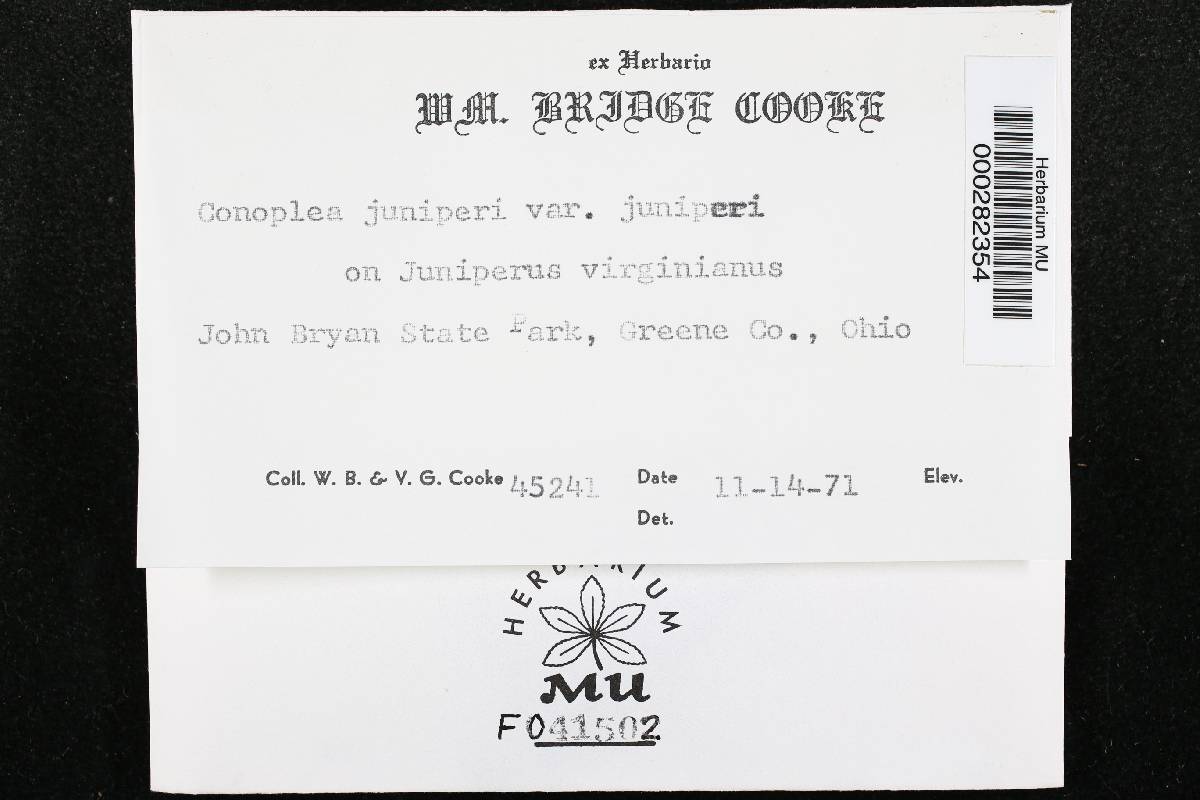 ex Herbario
WM. BRIDGE COOKE
Conoplea juniperi var. juniperi
on Juniperus virginianus
John Bryan State Park, Greene Co., Ohio
Coll. W. B. & V. G. Cooke 45241 Date 11-14-71 Elev.
Det.
Herbarium MU
000282354
HERBARIUM
MU
F041502